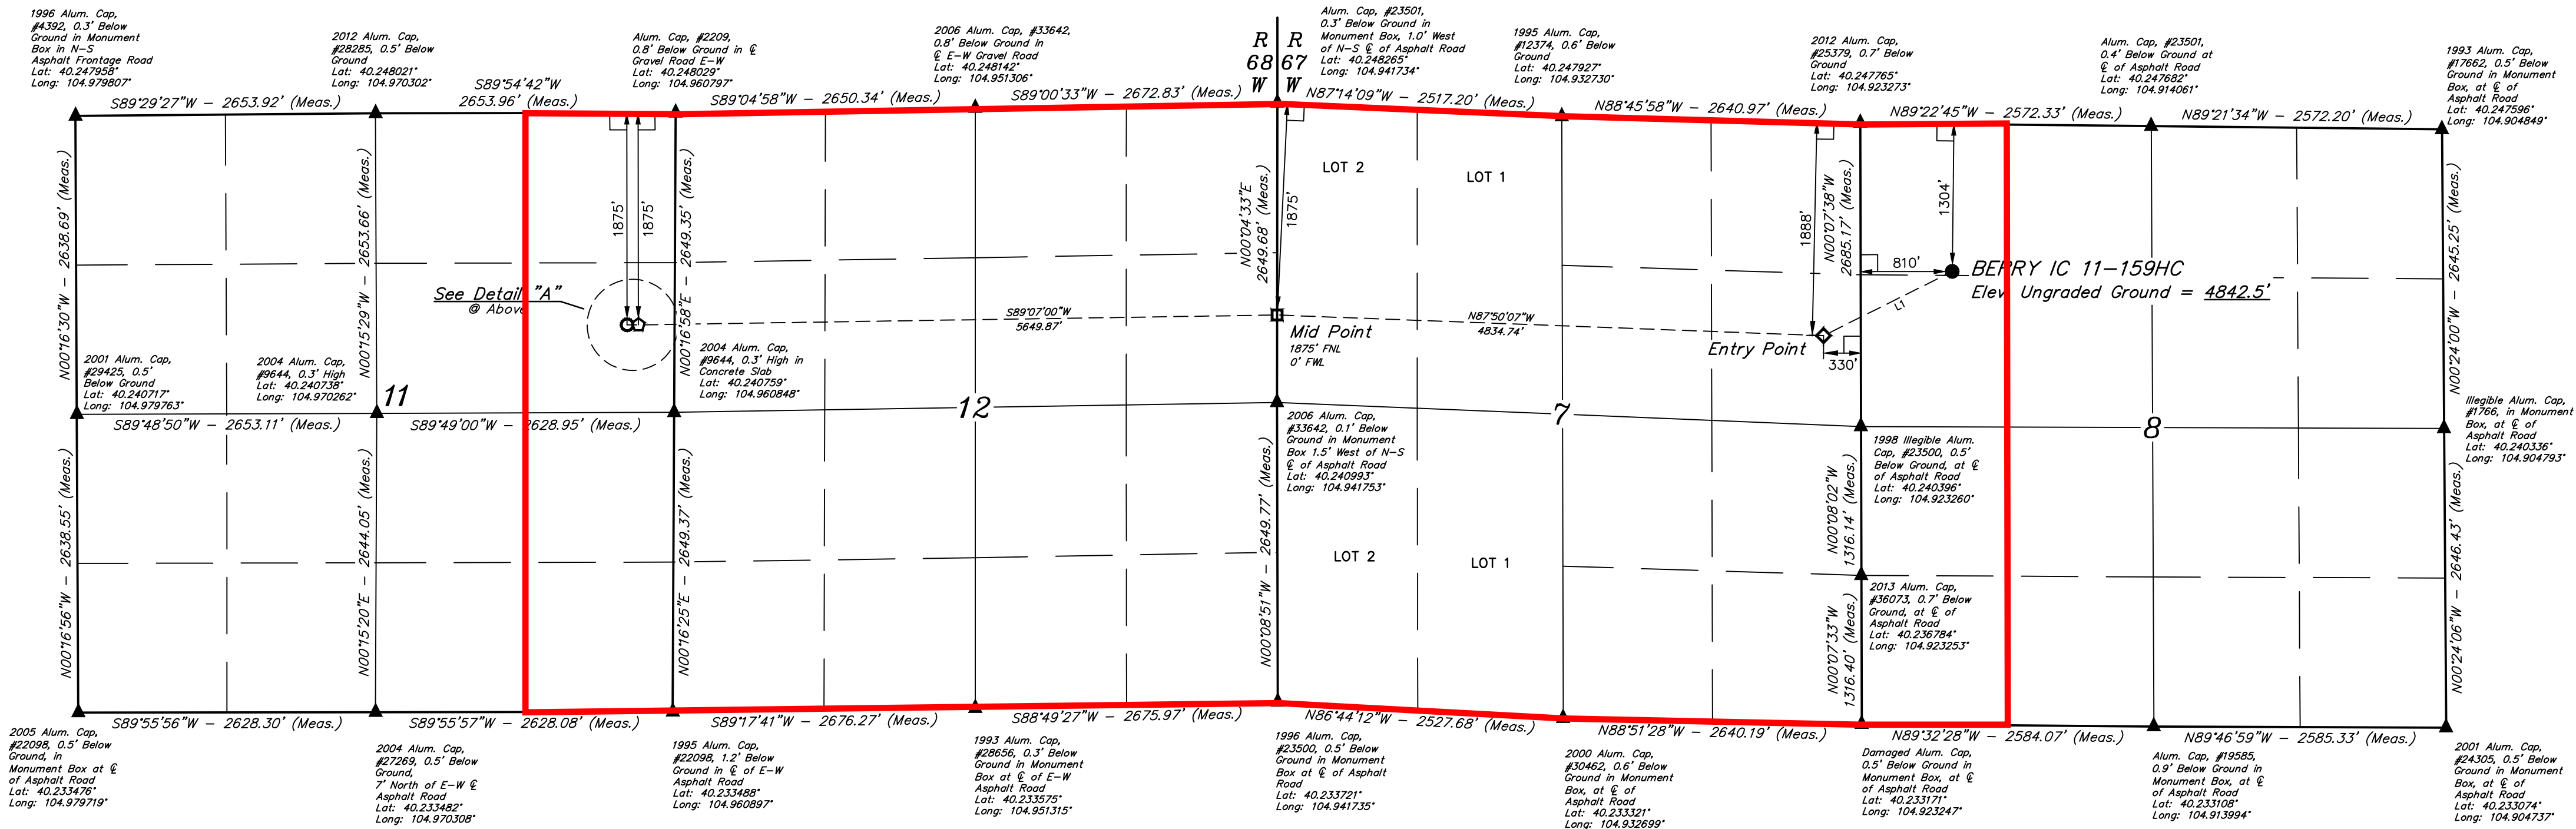 1996 Alum. Cap,
#4392, 0.3' Below
Ground in Monument
Box in N-S
Asphalt Frontage Road
Lat: 40.247958°
Long: 104.979807°
2012 Alum. Cap,
#28285, 0.5' Below
Ground
Lat: 40.248021°
Long: 104.970302°
Alum. Cap, #2209,
0.8' Below Ground in ℄
Gravel Road E-W
Lat: 40.248029°
Long: 104.960797°
2006 Alum. Cap, #33642,
0.8' Below Ground in
℄ E-W Gravel Road
Lat: 40.248142°
Long: 104.951306°
R R
68 67
W W
Alum. Cap, #23501,
0.3' Below Ground in
Monument Box, 1.0' West
of N-S ℄ of Asphalt Road
Lat: 40.248265°
Long: 104.941734°
1995 Alum. Cap,
#12374, 0.6' Below
Ground
Lat: 40.247927°
Long: 104.932730°
2012 Alum. Cap,
#25379, 0.7' Below
Ground
Lat: 40.247765°
Long: 104.923273°
Alum. Cap, #23501,
0.4' Below Ground at
℄ of Asphalt Road
Lat: 40.247682°
Long: 104.914061°
1993 Alum. Cap,
#17662, 0.5' Below
Ground in Monument
Box, at ℄ of
Asphalt Road
Lat: 40.247596°
Long: 104.904849°
S89°29'27"W - 2653.92' (Meas.)
S89°54'42"W
2653.96' (Meas.)
S89°04'58"W - 2650.34' (Meas.)
S89°00'33"W - 2672.83' (Meas.)
N87°14'09"W - 2517.20' (Meas.)
N88°45'58"W - 2640.97' (Meas.)
N89°22'45"W - 2572.33' (Meas.)
N89°21'34"W - 2572.20' (Meas.)
N00°16'30"W - 2638.69' (Meas.)
N00°15'29"W - 2653.66' (Meas.)
1875'
1875'
N00°16'58"E - 2649.35' (Meas.)
N00°04'33"E
2649.68' (Meas.)
1875'
LOT 2
LOT 1
1888'
N00°07'38"W
2685.17' (Meas.)
1304'
810'
N00°24'00"W - 2645.25' (Meas.)
BERRY IC 11-159HC
Elev. Ungraded Ground = 4842.5'
L1
See Detail "A"
@ Above
S89°07'00"W
5649.87'
N87°50'07"W
4834.74'
Mid Point
1875' FNL
0' FWL
Entry Point
330'
2001 Alum. Cap,
#29425, 0.5'
Below Ground
Lat: 40.240717°
Long: 104.979763°
2004 Alum. Cap,
#9644, 0.3' High
Lat: 40.240738°
Long: 104.970262°
2004 Alum. Cap,
#9644, 0.3' High in
Concrete Slab
Lat: 40.240759°
Long: 104.960848°
11
12
7
8
S89°48'50"W - 2653.11' (Meas.)
S89°49'00"W - 2628.95' (Meas.)
2006 Alum. Cap,
#33642, 0.1' Below
Ground in Monument
Box 1.5' West of N-S
℄ of Asphalt Road
Lat: 40.240993°
Long: 104.941753°
1998 Illegible Alum.
Cap, #23500, 0.5'
Below Ground, at ℄
of Asphalt Road
Lat: 40.240396°
Long: 104.923260°
Illegible Alum. Cap,
#1766, in Monument
Box, at ℄ of
Asphalt Road
Lat: 40.240336°
Long: 104.904793°
N00°16'56"W - 2638.55' (Meas.)
N00°15'20"E - 2644.05' (Meas.)
N00°16'25"E - 2649.37' (Meas.)
N00°08'51"W - 2649.77' (Meas.)
LOT 2
LOT 1
N00°08'02"W
1316.14' (Meas.)
N00°07'33"W
1316.40' (Meas.)
N00°24'06"W - 2646.43' (Meas.)
2013 Alum. Cap,
#36073, 0.7' Below
Ground, at ℄ of
Asphalt Road
Lat: 40.236784°
Long: 104.923253°
S89°55'56"W - 2628.30' (Meas.)
S89°55'57"W - 2628.08' (Meas.)
S89°17'41"W - 2676.27' (Meas.)
S88°49'27"W - 2675.97' (Meas.)
N86°44'12"W - 2527.68' (Meas.)
N88°51'28"W - 2640.19' (Meas.)
N89°32'28"W - 2584.07' (Meas.)
N89°46'59"W - 2585.33' (Meas.)
2005 Alum. Cap,
#22098, 0.5' Below
Ground, in
Monument Box at ℄
of Asphalt Road
Lat: 40.233476°
Long: 104.979719°
2004 Alum. Cap,
#27269, 0.5' Below
Ground,
7' North of E-W ℄
Asphalt Road
Lat: 40.233482°
Long: 104.970308°
1995 Alum. Cap,
#22098, 1.2' Below
Ground in ℄ of E-W
Asphalt Road
Lat: 40.233488°
Long: 104.960897°
1993 Alum. Cap,
#28656, 0.3' Below
Ground in Monument
Box at ℄ of E-W
Asphalt Road
Lat: 40.233575°
Long: 104.951315°
1996 Alum. Cap,
#23500, 0.5' Below
Ground in Monument
Box at ℄ of Asphalt
Road
Lat: 40.233721°
Long: 104.941735°
2000 Alum. Cap,
#30462, 0.6' Below
Ground in Monument
Box, at ℄ of
Asphalt Road
Lat: 40.233321°
Long: 104.932699°
Damaged Alum. Cap,
0.5' Below Ground in
Monument Box, at ℄
of Asphalt Road
Lat: 40.233171°
Long: 104.923247°
Alum. Cap, #19585,
0.9' Below Ground in
Monument Box, at ℄
of Asphalt Road
Lat: 40.233108°
Long: 104.913994°
2001 Alum. Cap,
#24305, 0.5' Below
Ground in Monument
Box, at ℄ of
Asphalt Road
Lat: 40.233074°
Long: 104.904737°